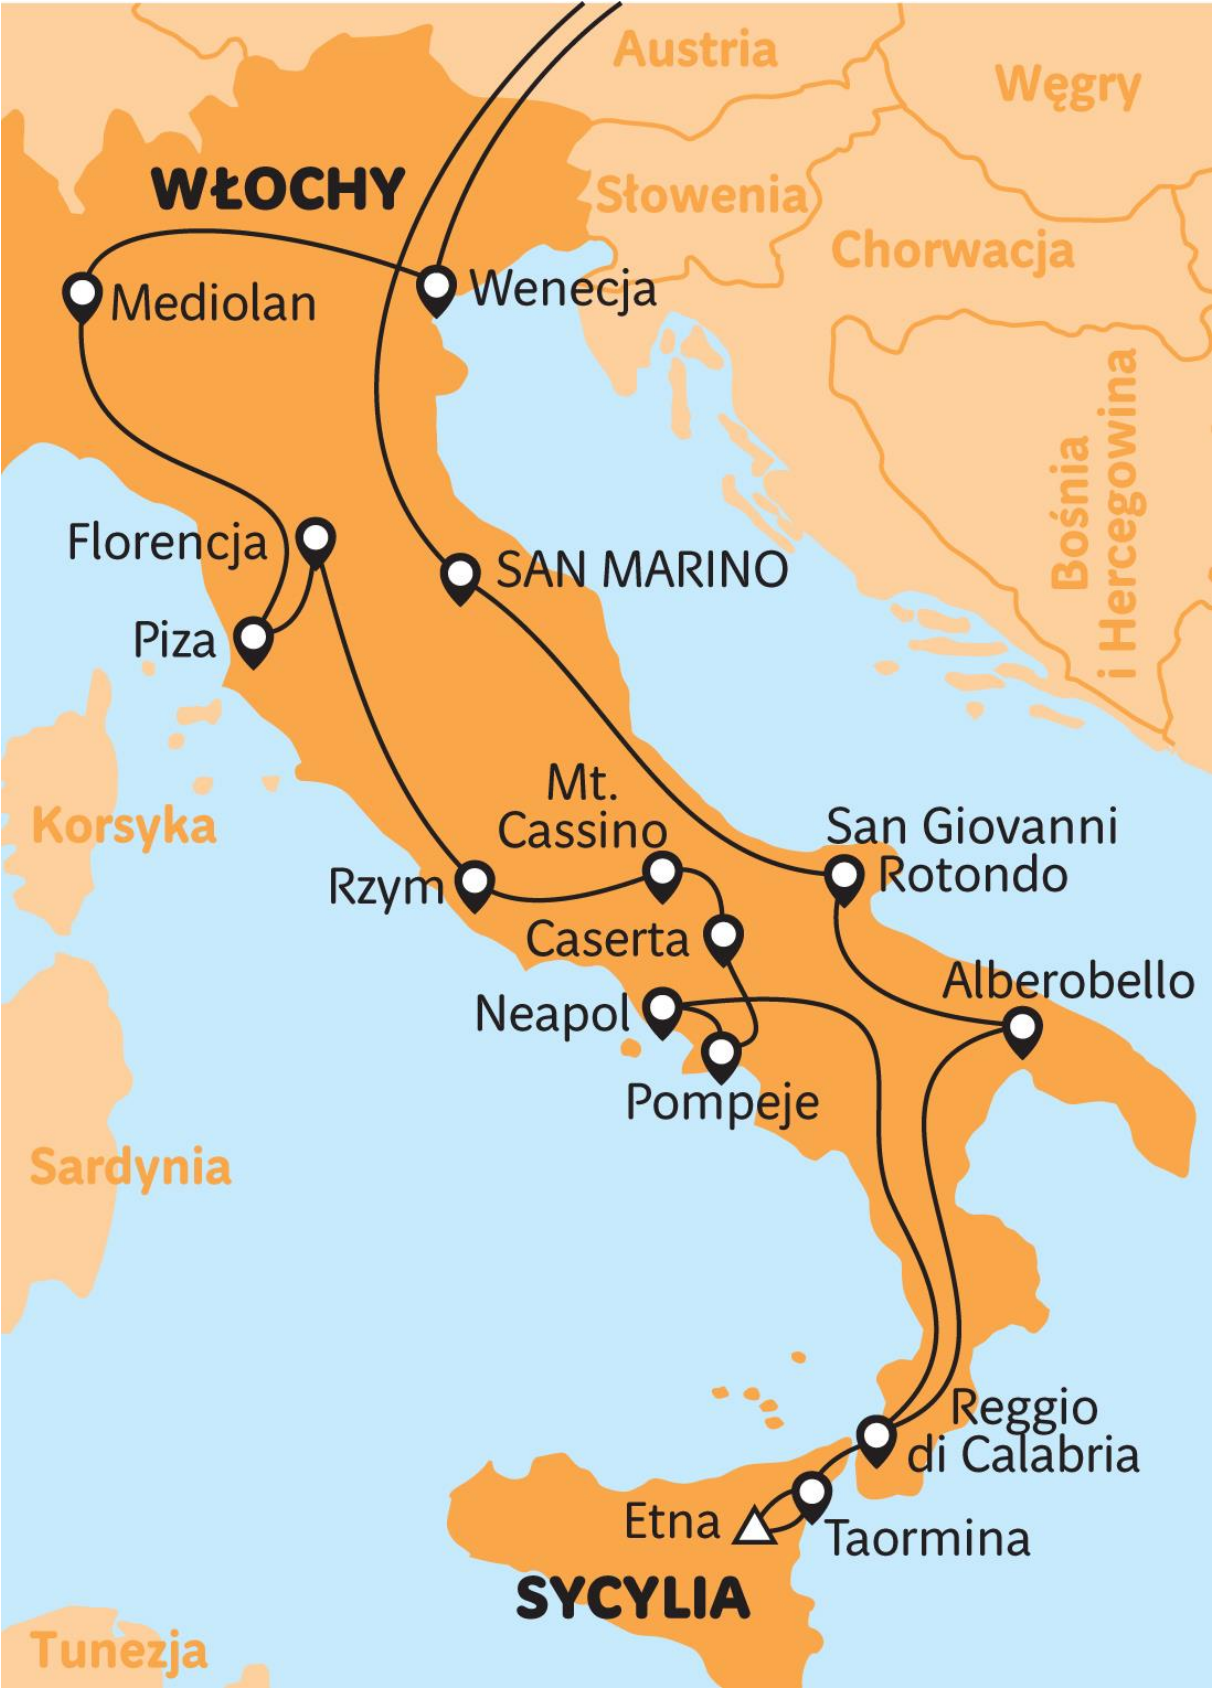 Austria
Węgry
WŁOCHY
Słowenia
Chorwacja
Mediolan
Wenecja
Bośnia
i Hercegowina
Florencja
SAN MARINO
Piza
Korsyka
Mt.
Cassino
San Giovanni
Rotondo
Rzym
Caserta
Alberobello
Neapol
Pompeje
Sardynia
Reggio
di Calabria
Etna
Taormina
SYCYLIA
Tunezja